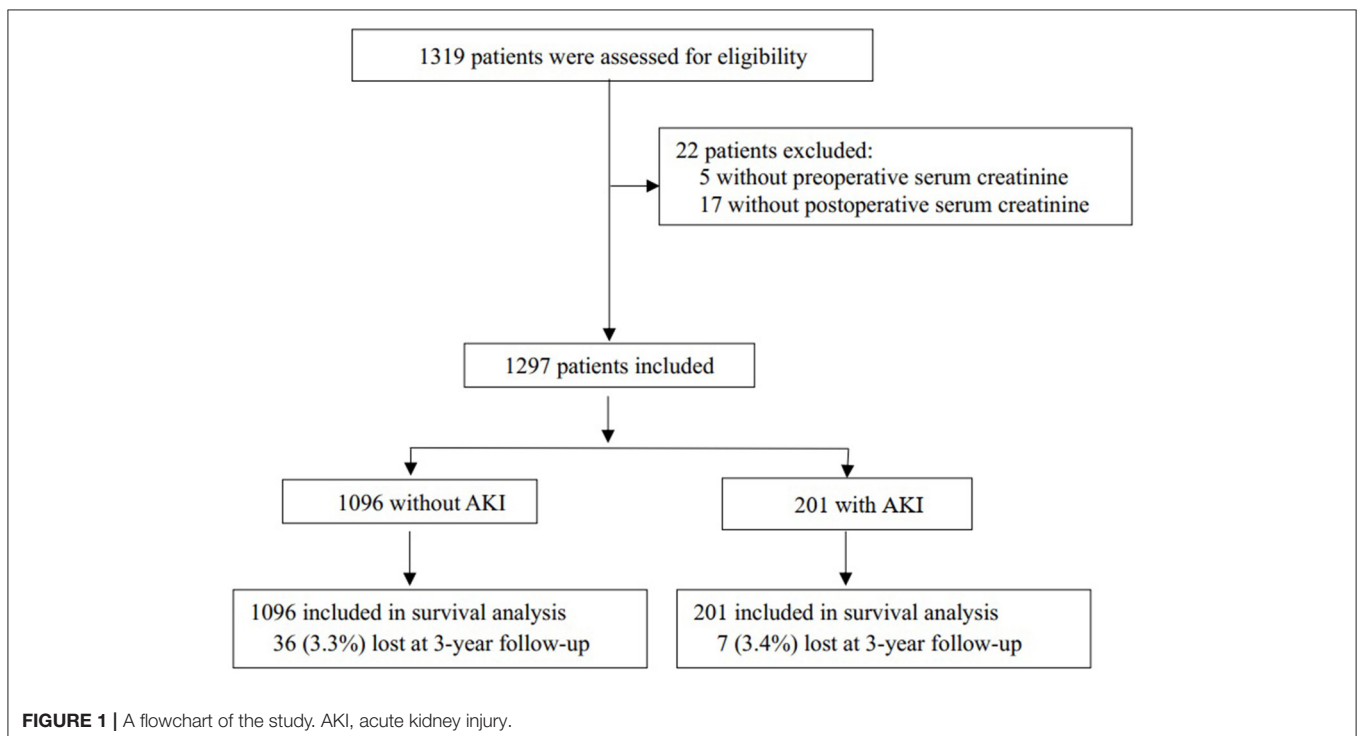 1319 patients were assessed for eligibility
22 patients excluded:
5 without preoperative serum creatinine
17 without postoperative serum creatinine
1297 patients included
1096 without AKI
201 with AKI
1096 included in survival analysis
36 (3.3%) lost at 3-year follow-up
201 included in survival analysis
7 (3.4%) lost at 3-year follow-up
FIGURE 1 | A flowchart of the study. AKI, acute kidney injury.